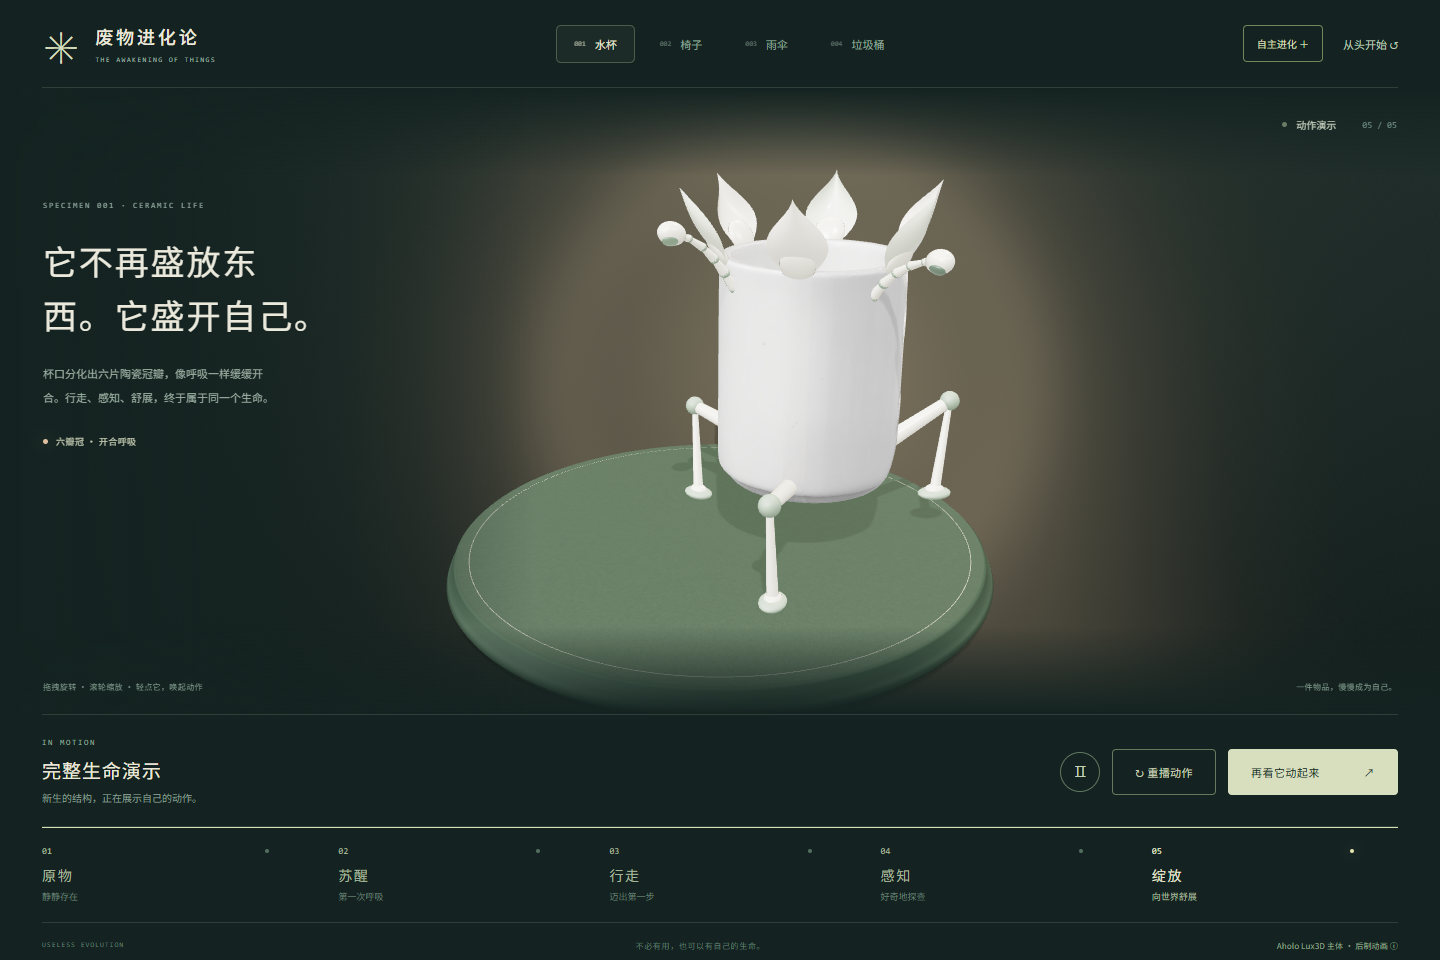 废物进化论
THE AWAKENING OF THINGS
001 水杯
002 椅子
003 雨伞
004 垃圾桶
自主进化 +
从头开始 ↺
动作演示 05 / 05
SPECIMEN 001 · CERAMIC LIFE
它不再盛放东
西。它盛开自己。
杯口分化出六片陶瓷冠瓣，像呼吸一样缓缓开
合。行走、感知、舒展，终于属于同一个生命。
六瓣冠 · 开合呼吸
拖拽旋转 · 滚轮缩放 · 轻点它，唤起动作
一件物品，慢慢成为自己。
IN MOTION
完整生命演示
新生的结构，正在展示自己的动作。
↻ 重播动作
再看它动起来 ↗
01
原物
静静存在
02
苏醒
第一次呼吸
03
行走
迈出第一步
04
感知
好奇地探查
05
绽放
向世界舒展
USELESS EVOLUTION
不必有用，也可以有自己的生命。
Aholo Lux3D 主体 · 后制动画 ⓘ